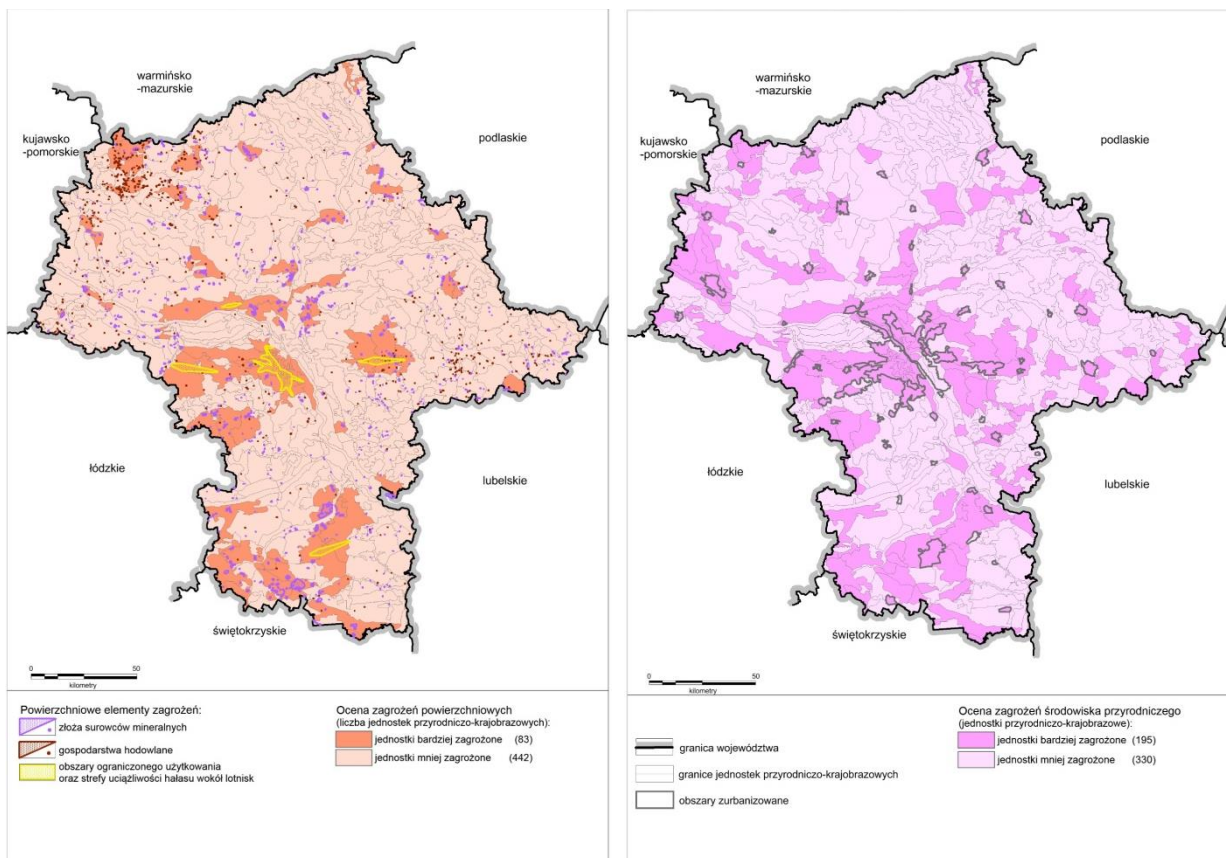 warmińsko
-mazurskie
kujawsko
-pomorskie
podlaskie
łódzkie
lubelskie
świętokrzyskie
0
50
kilometry
Powierzchniowe elementy zagrożeń:
złoża surowców mineralnych
gospodarstwa hodowlane
obszary ograniczonego użytkowania
oraz strefy uciążliwości hałasu wokół lotnisk
Ocena zagrożeń powierzchniowych
(liczba jednostek przyrodniczo-krajobrazowych):
jednostki bardziej zagrożone (83)
jednostki mniej zagrożone (442)
warmińsko
-mazurskie
kujawsko
-pomorskie
podlaskie
łódzkie
lubelskie
świętokrzyskie
0
50
kilometry
granica województwa
granice jednostek przyrodniczo-krajobrazowych
obszary zurbanizowane
Ocena zagrożeń środowiska przyrodniczego
(jednostki przyrodniczo-krajobrazowe):
jednostki bardziej zagrożone (195)
jednostki mniej zagrożone (330)